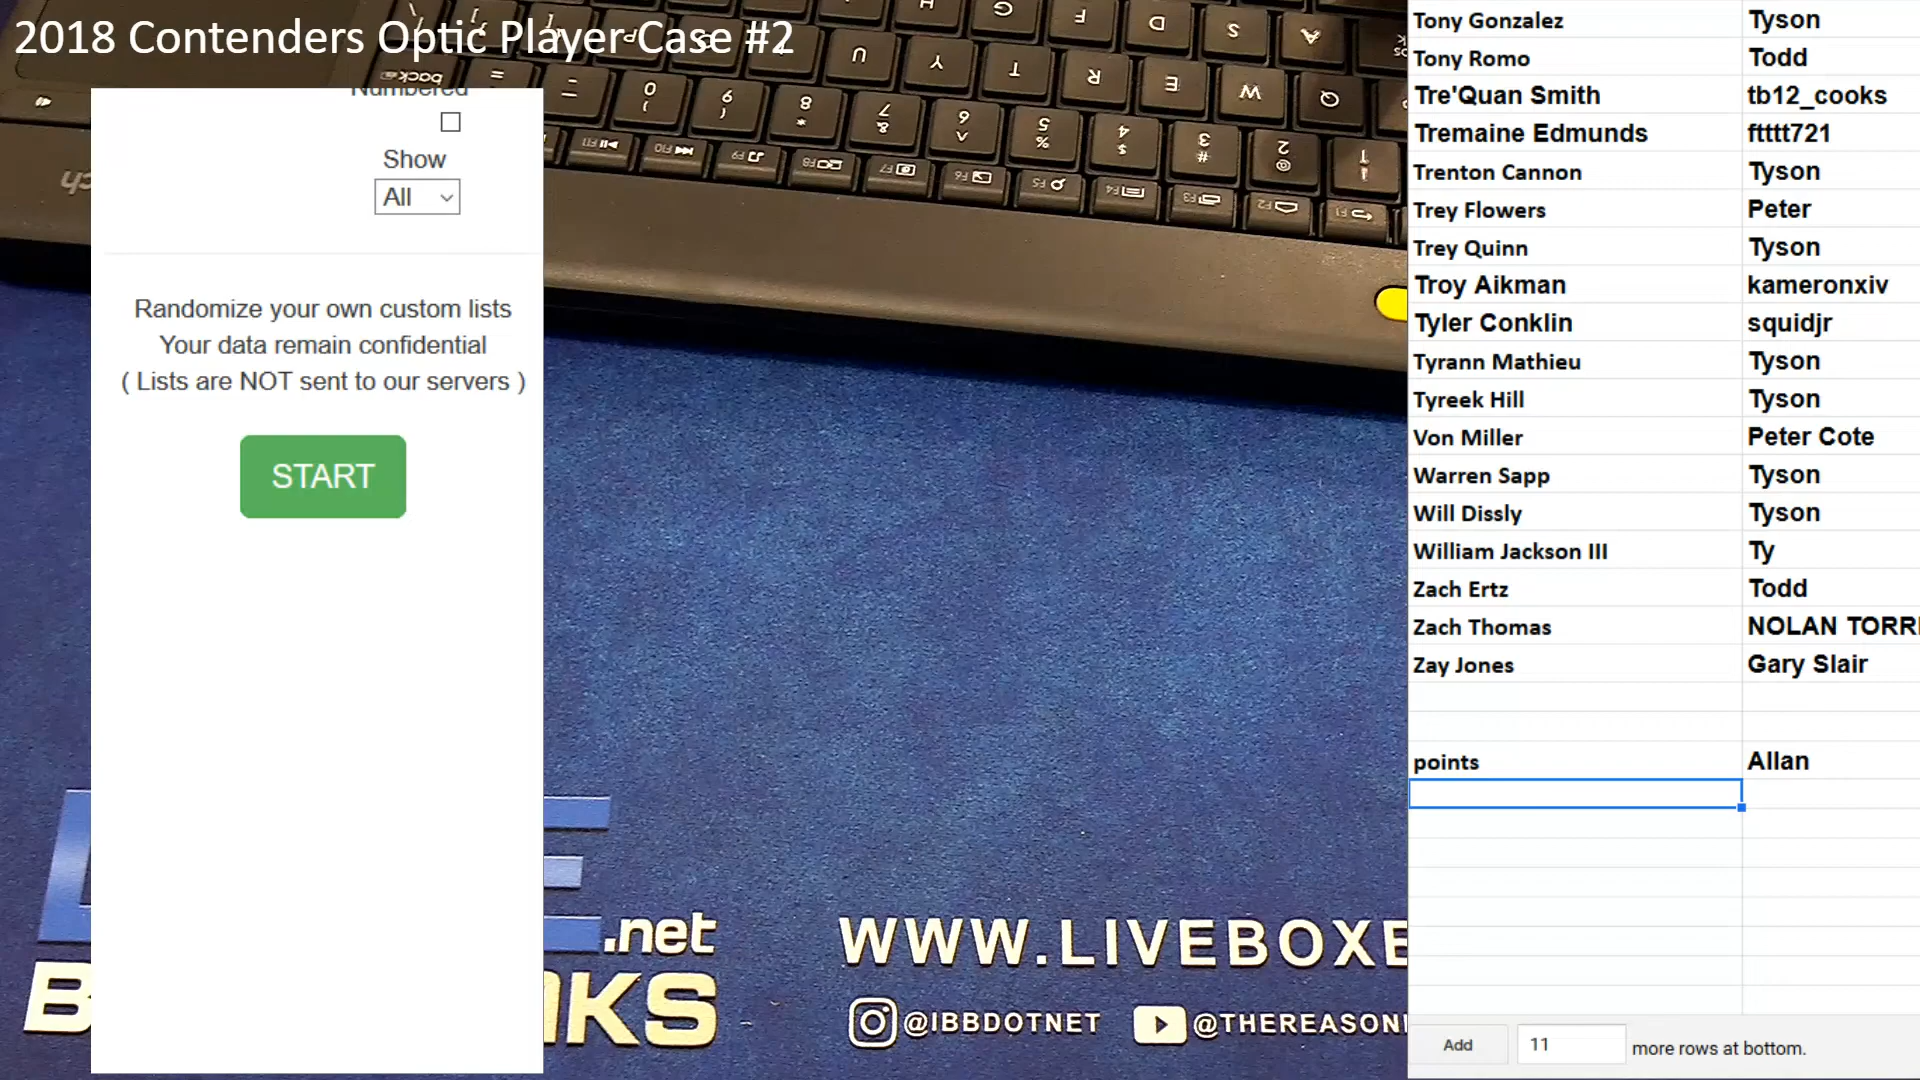 2018 Contenders Optic Player Case #2
Numbered
Show
All
Randomize your own custom lists
Your data remain confidential
( Lists are NOT sent to our servers )
START
Tony Gonzalez Tyson
Tony Romo Todd
Tre'Quan Smith tb12_cooks
Tremaine Edmunds ftttt721
Trenton Cannon Tyson
Trey Flowers Peter
Trey Quinn Tyson
Troy Aikman kameronxiv
Tyler Conklin squidjr
Tyrann Mathieu Tyson
Tyreek Hill Tyson
Von Miller Peter Cote
Warren Sapp Tyson
Will Dissly Tyson
William Jackson III Ty
Zach Ertz Todd
Zach Thomas NOLAN TORR
Zay Jones Gary Slair
points Allan
Add 11 more rows at bottom.
.net
WWW.LIVEBOXE
@IBBDOTNET @THEREASON